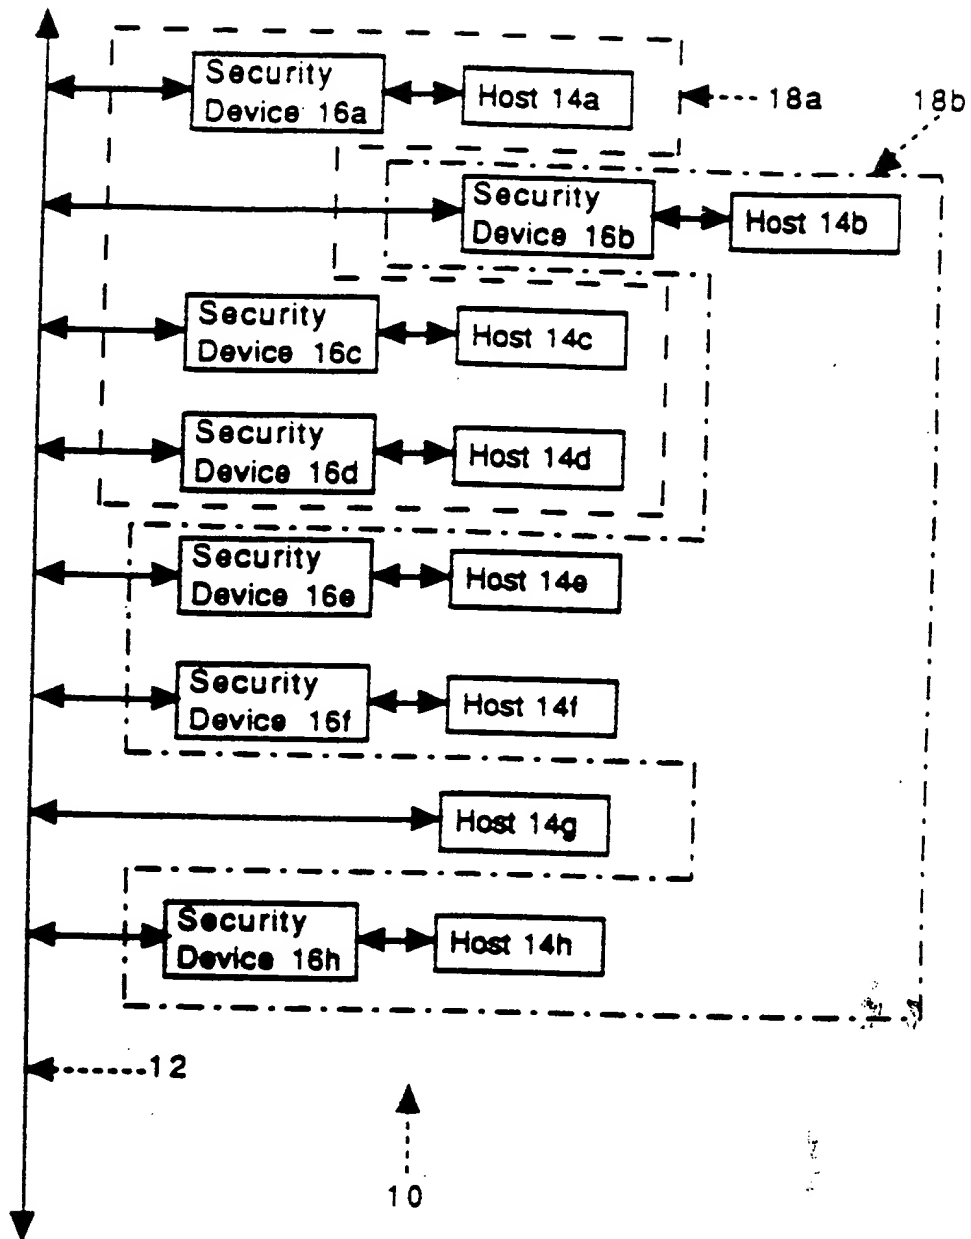 Security
Device 16a
Host 14a
18a
18b
Security
Device 16b
Host 14b
Security
Device 16c
Host 14c
Security
Device 16d
Host 14d
Security
Device 16e
Host 14e
Security
Device 16f
Host 14f
Host 14g
Security
Device 16h
Host 14h
12
10